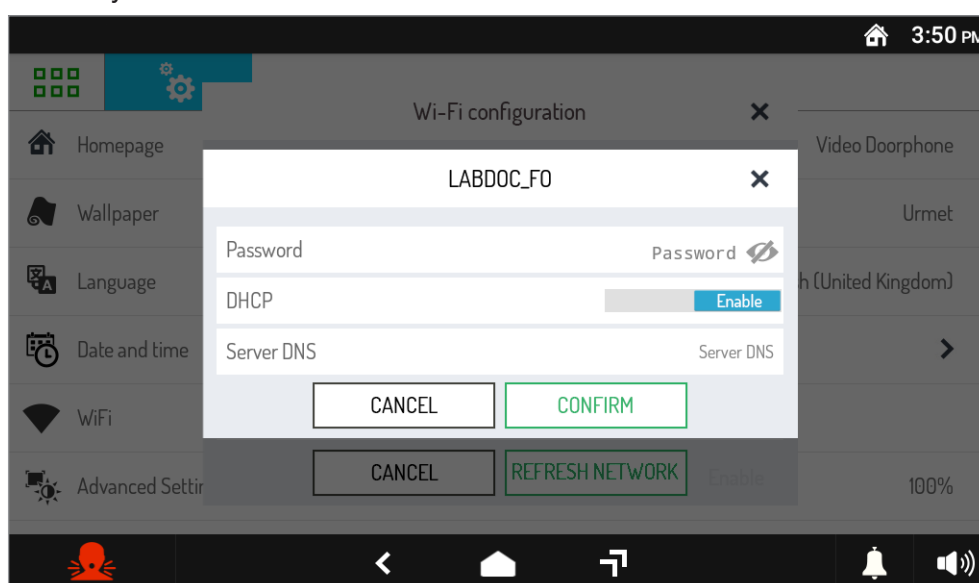 3:50 PM
Wi-Fi configuration
Homepage
Video Doorphone
LABDOC_FO
Wallpaper
Urmet
Password
Password
Language
(United Kingdom)
DHCP
Enable
Date and time
Server DNS
Server DNS
WiFi
CANCEL
CONFIRM
Advanced
CANCEL
REFRESH NETWORK
Enable
100%